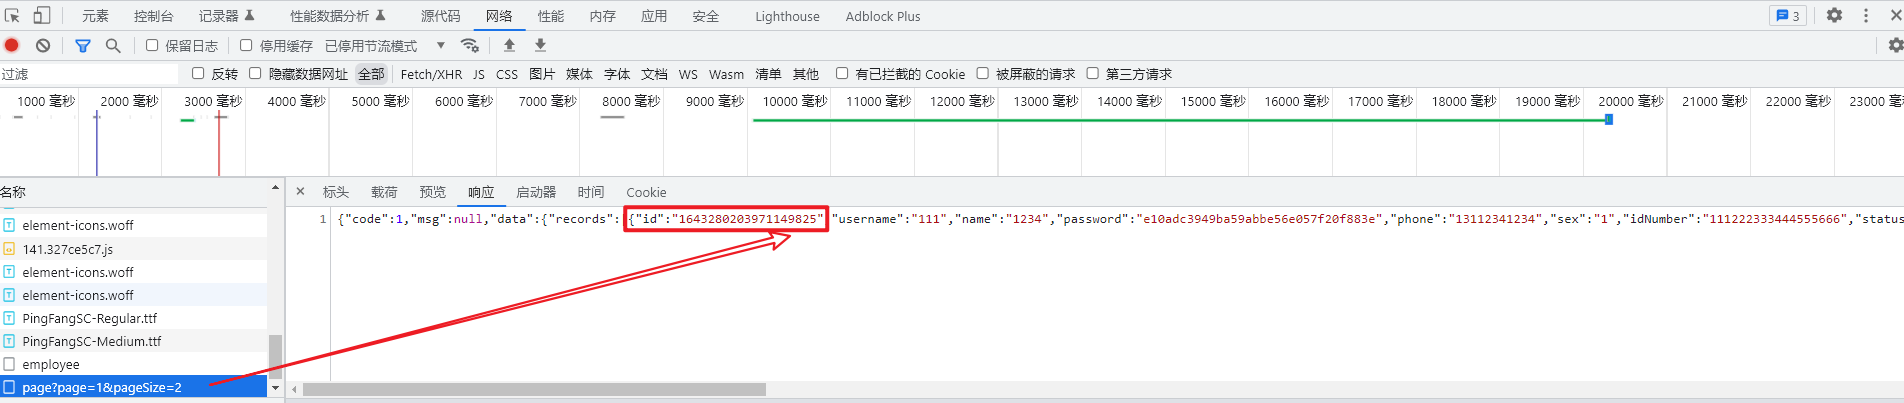 元素 控制台 记录器 性能数据分析 源代码 网络 性能 内存 应用 安全 Lighthouse Adblock Plus 3
保留日志 停用缓存 已停用节流模式
过滤 反转 隐藏数据网址 全部 Fetch/XHR JS CSS 图片 媒体 字体 文档 WS Wasm 清单 其他 有已拦截的 Cookie 被屏蔽的请求 第三方请求
1000 毫秒 2000 毫秒 3000 毫秒 4000 毫秒 5000 毫秒 6000 毫秒 7000 毫秒 8000 毫秒 9000 毫秒 10000 毫秒 11000 毫秒 12000 毫秒 13000 毫秒 14000 毫秒 15000 毫秒 16000 毫秒 17000 毫秒 18000 毫秒 19000 毫秒 20000 毫秒 21000 毫秒 22000 毫秒 23000 毫秒
名称
element-icons.woff
141.327ce5c7.js
element-icons.woff
element-icons.woff
PingFangSC-Regular.ttf
PingFangSC-Medium.ttf
employee
page?page=1&pageSize=2
标头 载荷 预览 响应 启动器 时间 Cookie
1 {"code":1,"msg":null,"data":{"records": {"id":"1643280203971149825" "username":"111","name":"1234","password":"e10adc3949ba59abbe56e057f20f883e","phone":"13112341234","sex":"1","idNumber":"111222333444555666","status